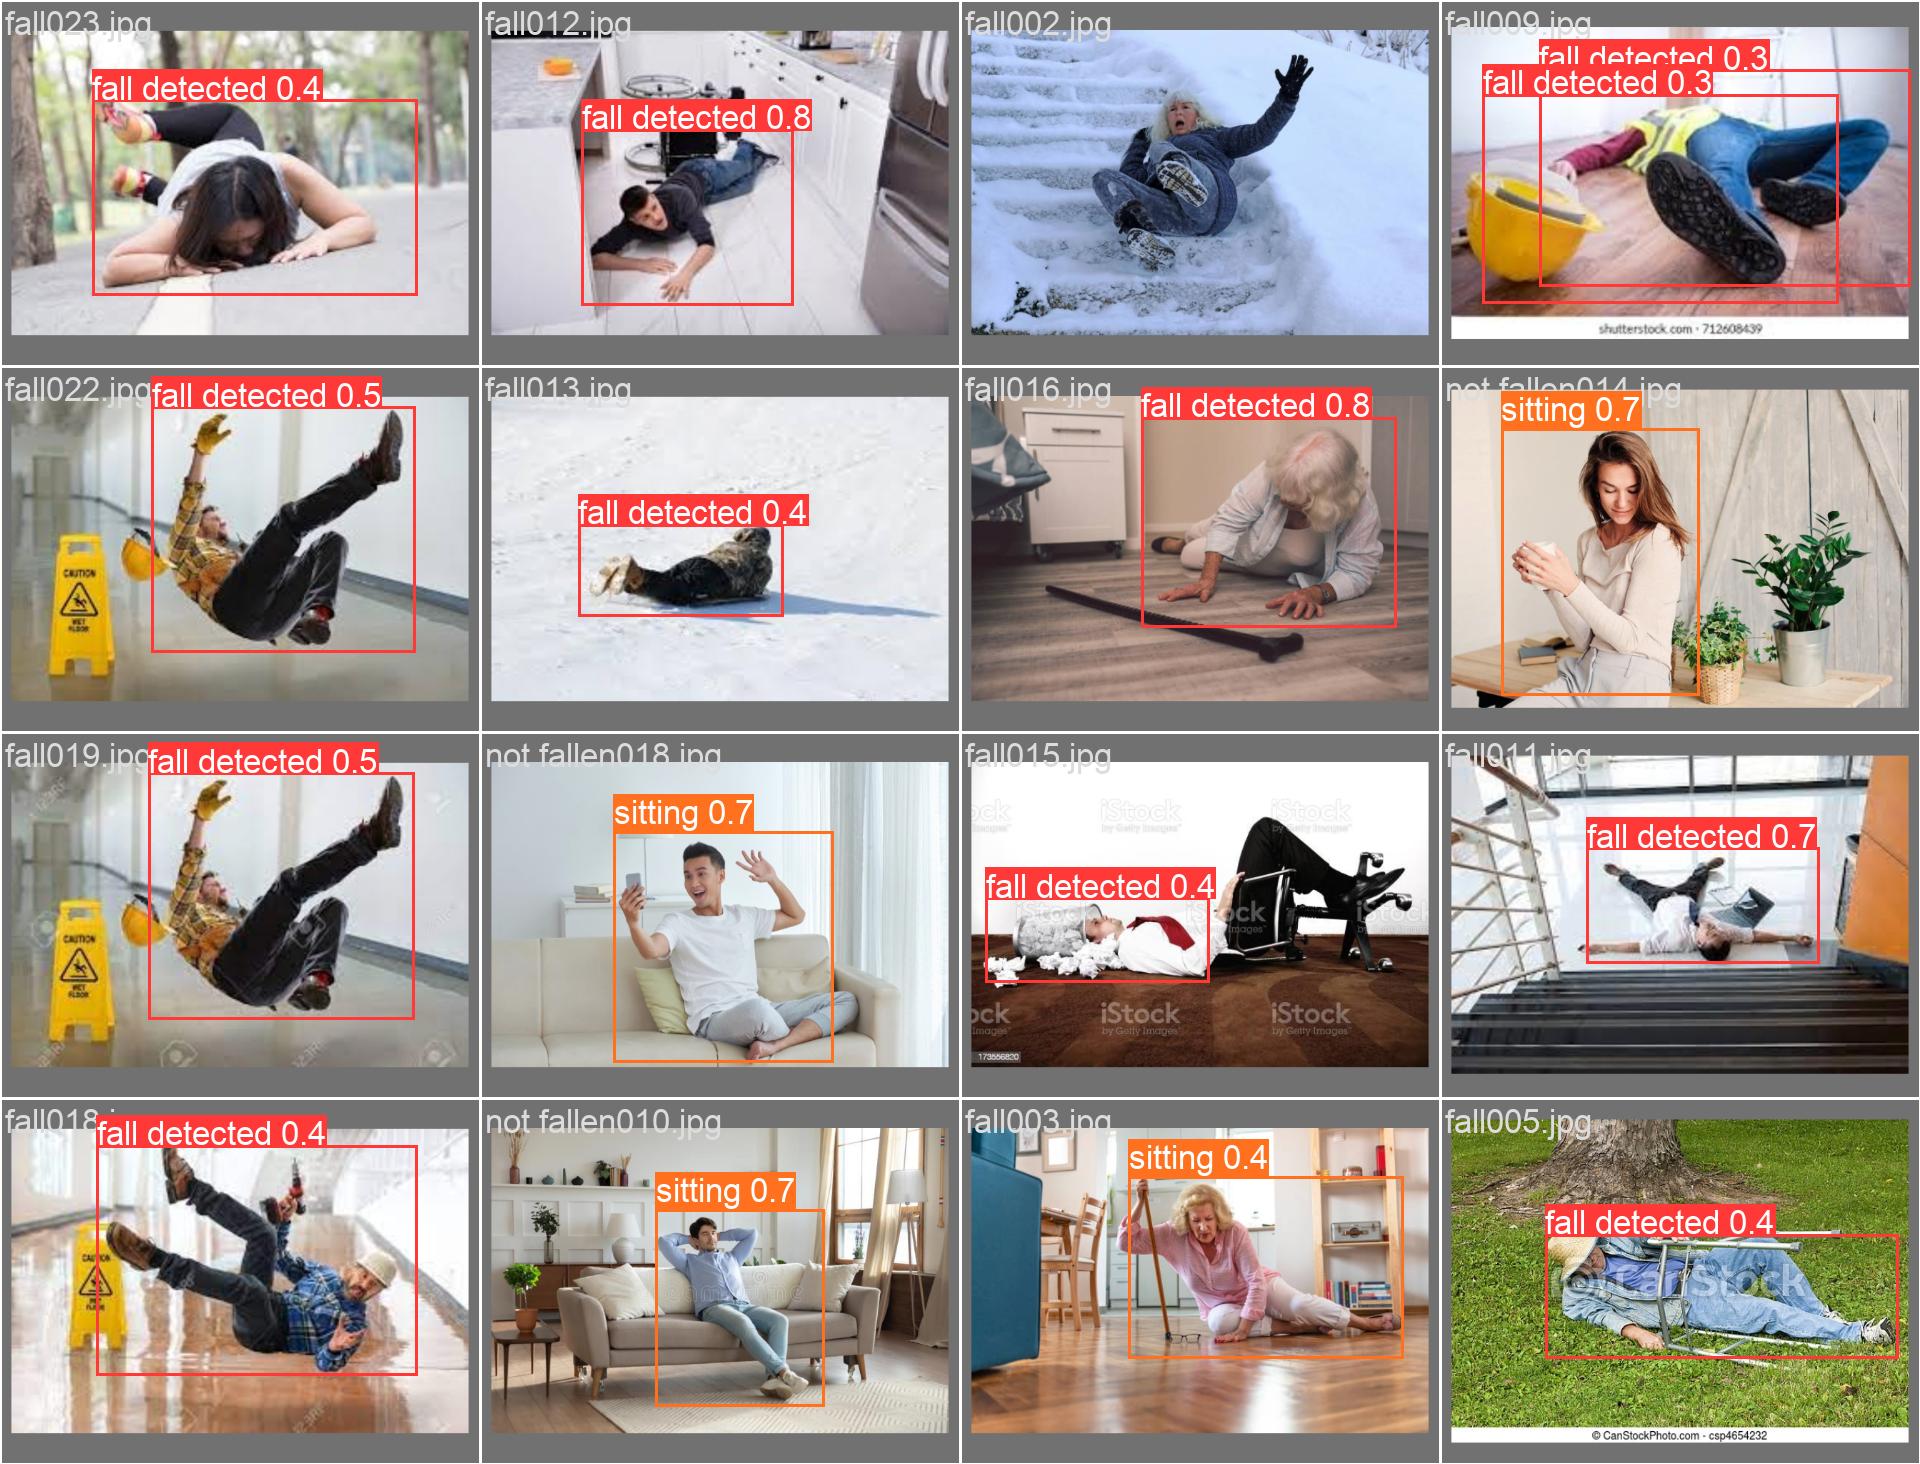 fall023.jpg
fall detected 0.4
fall012.jpg
fall detected 0.8
fall002.jpg
fall009.jpg
fall detected 0.3
fall detected 0.3
shutterstock.com · 712608439
fall022.jpg
fall detected 0.5
CAUTION
WET
FLOOR
fall013.jpg
fall detected 0.4
fall016.jpg
fall detected 0.8
not fallen014.jpg
sitting 0.7
fall019.jpg
fall detected 0.5
CAUTION
WET
FLOOR
not fallen018.jpg
sitting 0.7
fall015.jpg
iStock
by Getty Images™
iStock
by Getty Images™
fall detected 0.4
iStock
by Getty Images™
iStock
by Getty Images™
173556820
fall011.jpg
fall detected 0.7
fall018
fall detected 0.4
not fallen010.jpg
sitting 0.7
fall003.jpg
sitting 0.4
fall005.jpg
fall detected 0.4
CanStock
© CanStockPhoto.com - csp4654232